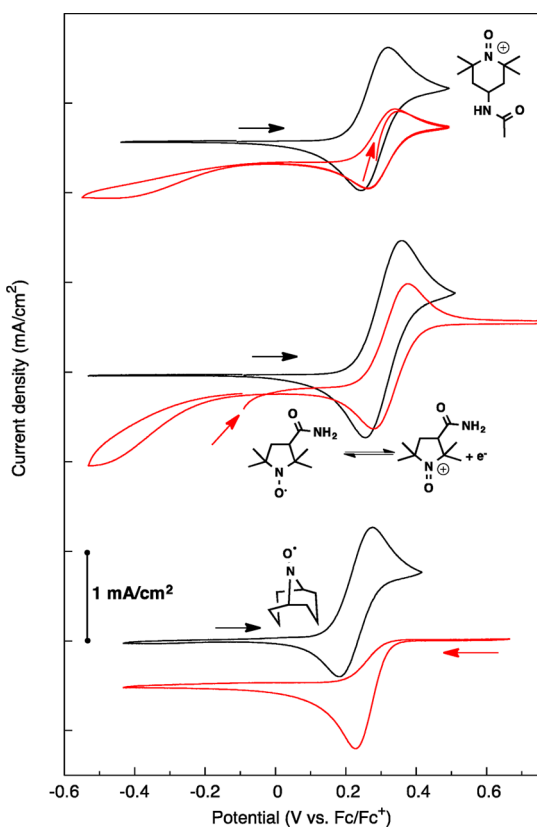 O
N
+
HN
O
Current density (mA/cm²)
O
NH₂
N
O•
O
NH₂
N
+
O
+ e⁻
O•
N
1 mA/cm²
-0.6 -0.4 -0.2 0.0 0.2 0.4 0.6
Potential (V vs. Fc/Fc⁺)